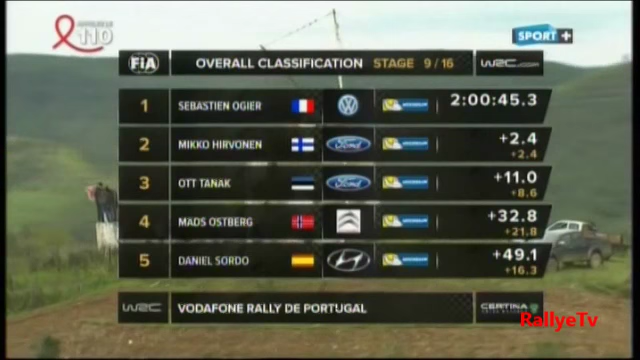 110
SPORT +
FIA OVERALL CLASSIFICATION STAGE 9/16 WRC.com
1 SEBASTIEN OGIER 2:00:45.3
2 MIKKO HIRVONEN Ford +2.4
+2.4
3 OTT TANAK Ford +11.0
+8.6
4 MADS OSTBERG +32.8
+21.8
5 DANIEL SORDO +49.1
+16.3
WRC VODAFONE RALLY DE PORTUGAL CERTINA
RallyeTv